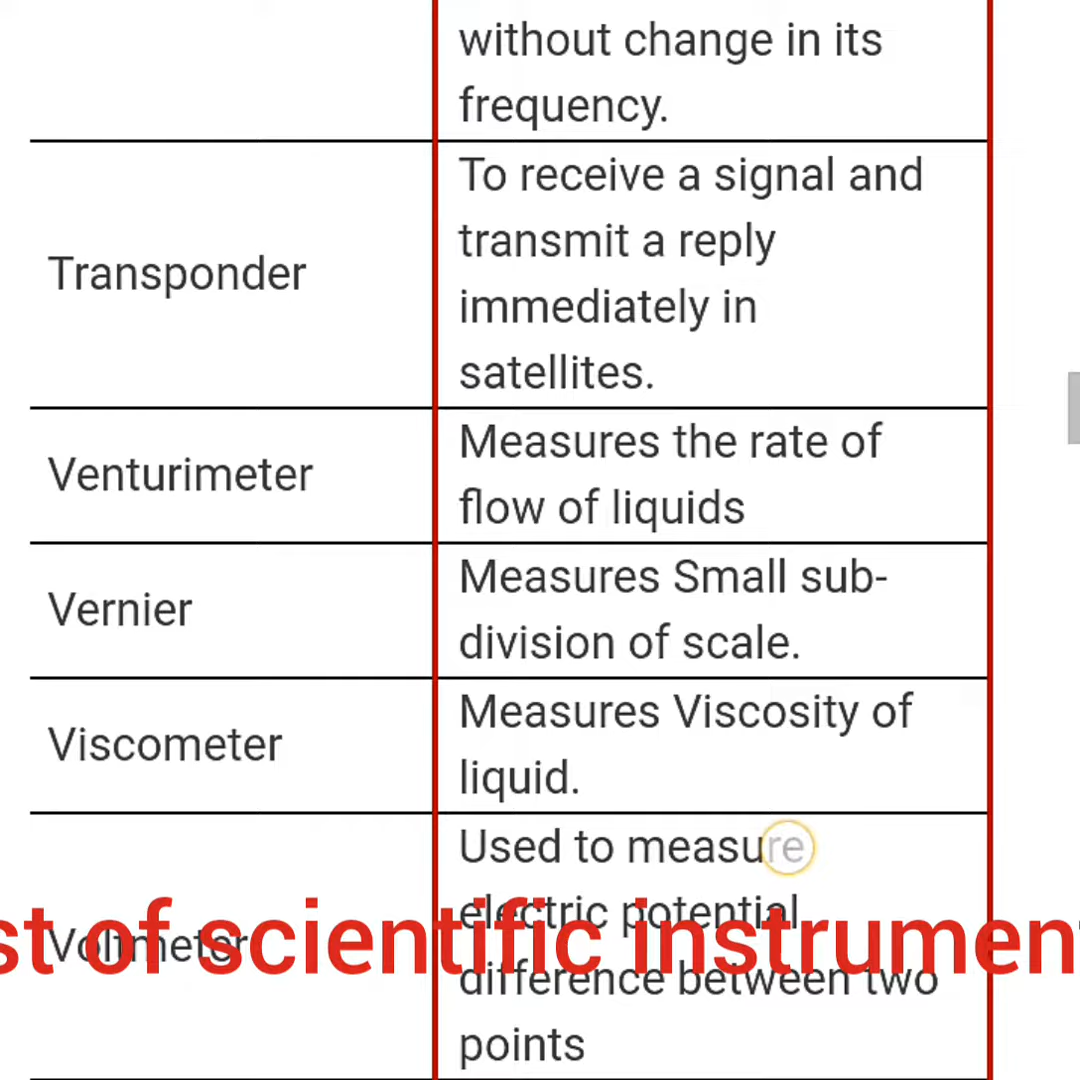 without change in its
frequency.
Transponder
To receive a signal and
transmit a reply
immediately in
satellites.
Venturimeter
Measures the rate of
flow of liquids
Vernier
Measures Small sub-
division of scale.
Viscometer
Measures Viscosity of
liquid.
Voltmeter
Used to measure
electric potential
difference between two
points
st of scientific instrumen